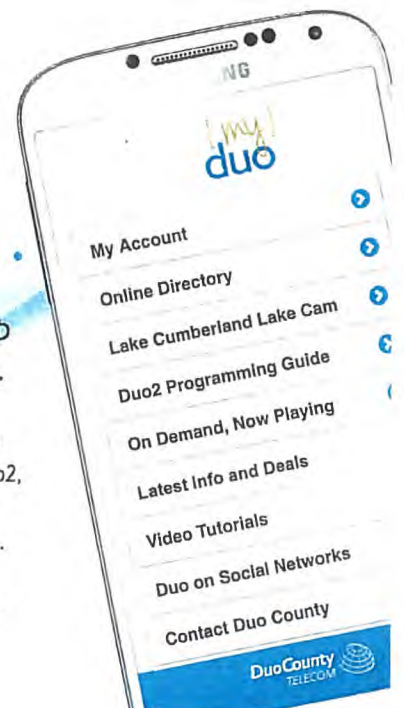 NG
(my)
duo
My Account
Online Directory
Lake Cumberland Lake Cam
Duo2 Programming Guide
On Demand, Now Playing
Latest Info and Deals
Video Tutorials
Duo on Social Networks
Contact Duo County
DuoCounty
TELECOM